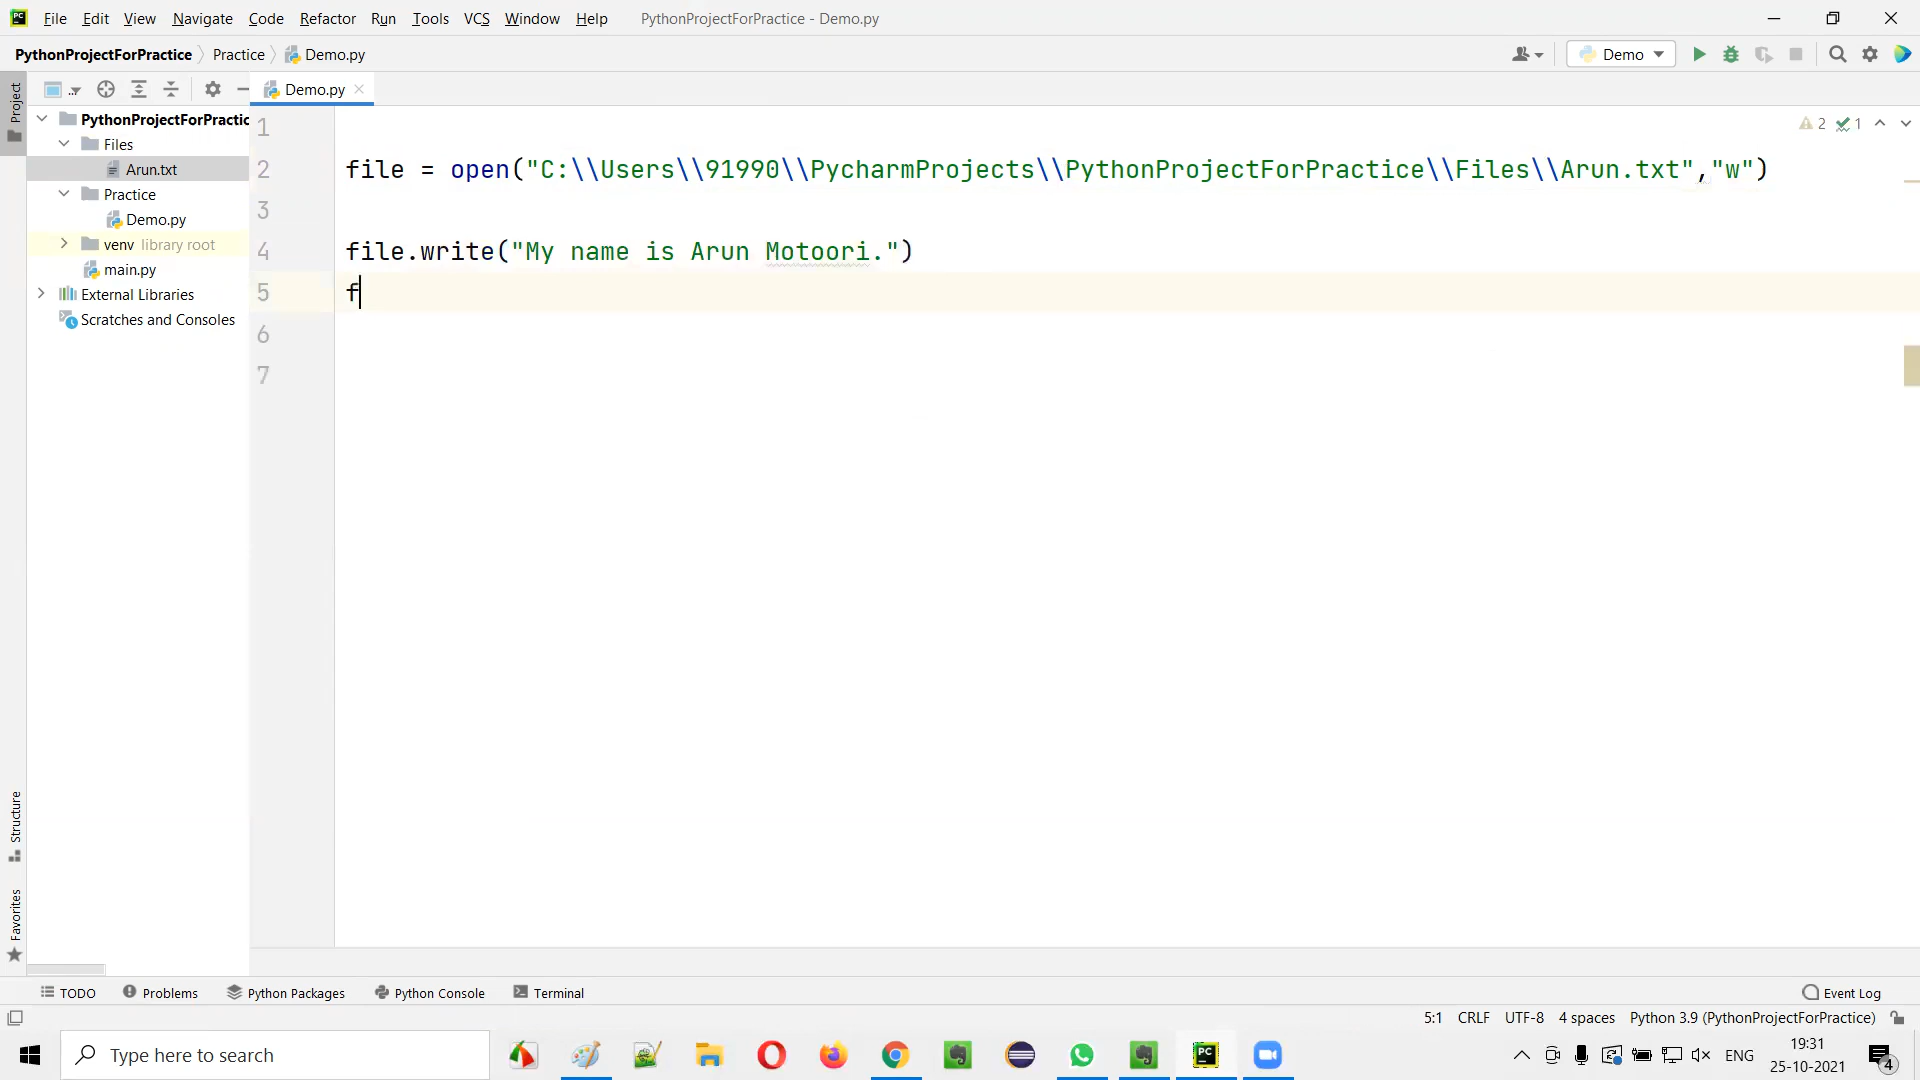 File Edit View Navigate Code Refactor Run Tools VCS Window Help PythonProjectForPractice - Demo.py
PythonProjectForPractice Practice Demo.py Demo
Project
Demo.py
PythonProjectForPractic
Files
Arun.txt
Practice
Demo.py
venv library root
main.py
External Libraries
Scratches and Consoles
2 1
1
2 file = open("C:\\Users\\91990\\PycharmProjects\\PythonProjectForPractice\\Files\\Arun.txt","w")
3
4 file.write("My name is Arun Motoori.")
5 f
6
7
Structure
Favorites
TODO Problems Python Packages Python Console Terminal Event Log
5:1 CRLF UTF-8 4 spaces Python 3.9 (PythonProjectForPractice)
Type here to search
PC
ENG
19:31
25-10-2021
4